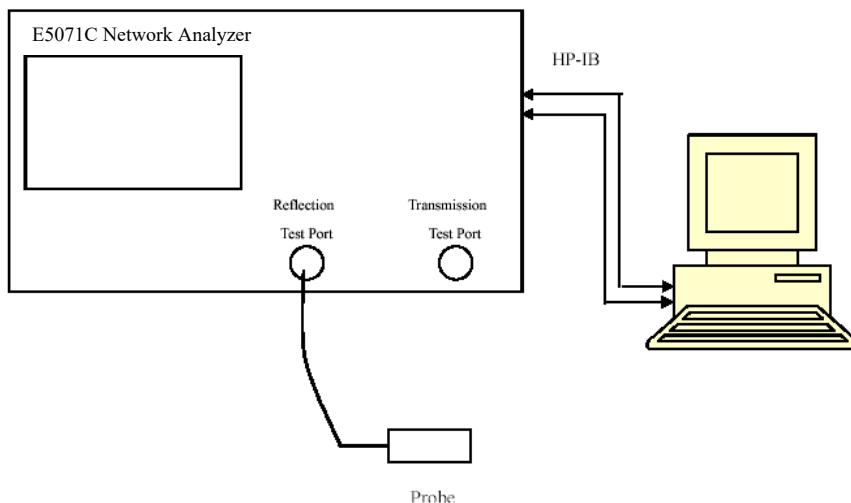 E5071C Network Analyzer
HP-IB
Reflection
Test Port
Transmission
Test Port
Probe